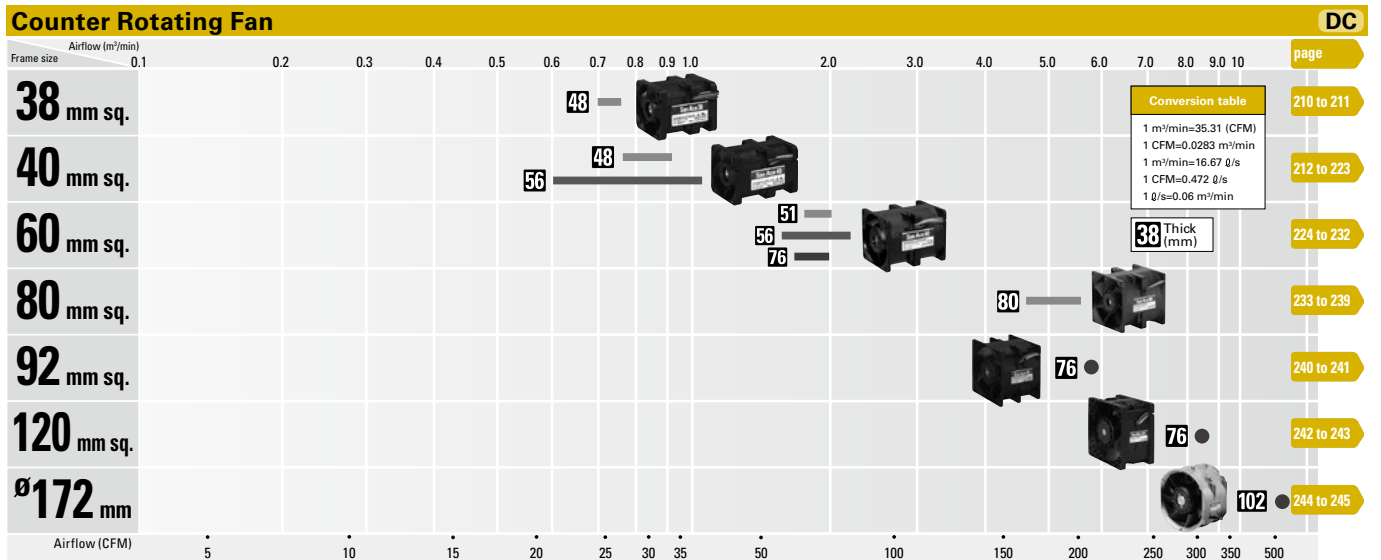 Counter Rotating Fan DC
Airflow (m³/min)
Frame size
0.1 0.2 0.3 0.4 0.5 0.6 0.7 0.8 0.9 1.0 2.0 3.0 4.0 5.0 6.0 7.0 8.0 9.0 10
page
38 mm sq.
48
210 to 211
Conversion table
1 m³/min=35.31 (CFM)
1 CFM=0.0283 m³/min
1 m³/min=16.67 ℓ/s
1 CFM=0.472 ℓ/s
1 ℓ/s=0.06 m³/min
40 mm sq.
48
56
212 to 223
38 Thick
(mm)
60 mm sq.
51
56
76
224 to 232
80 mm sq.
80
233 to 239
92 mm sq.
76
240 to 241
120 mm sq.
76
242 to 243
ø172 mm
102
244 to 245
Airflow (CFM)
5 10 15 20 25 30 35 50 100 150 200 250 300 350 500